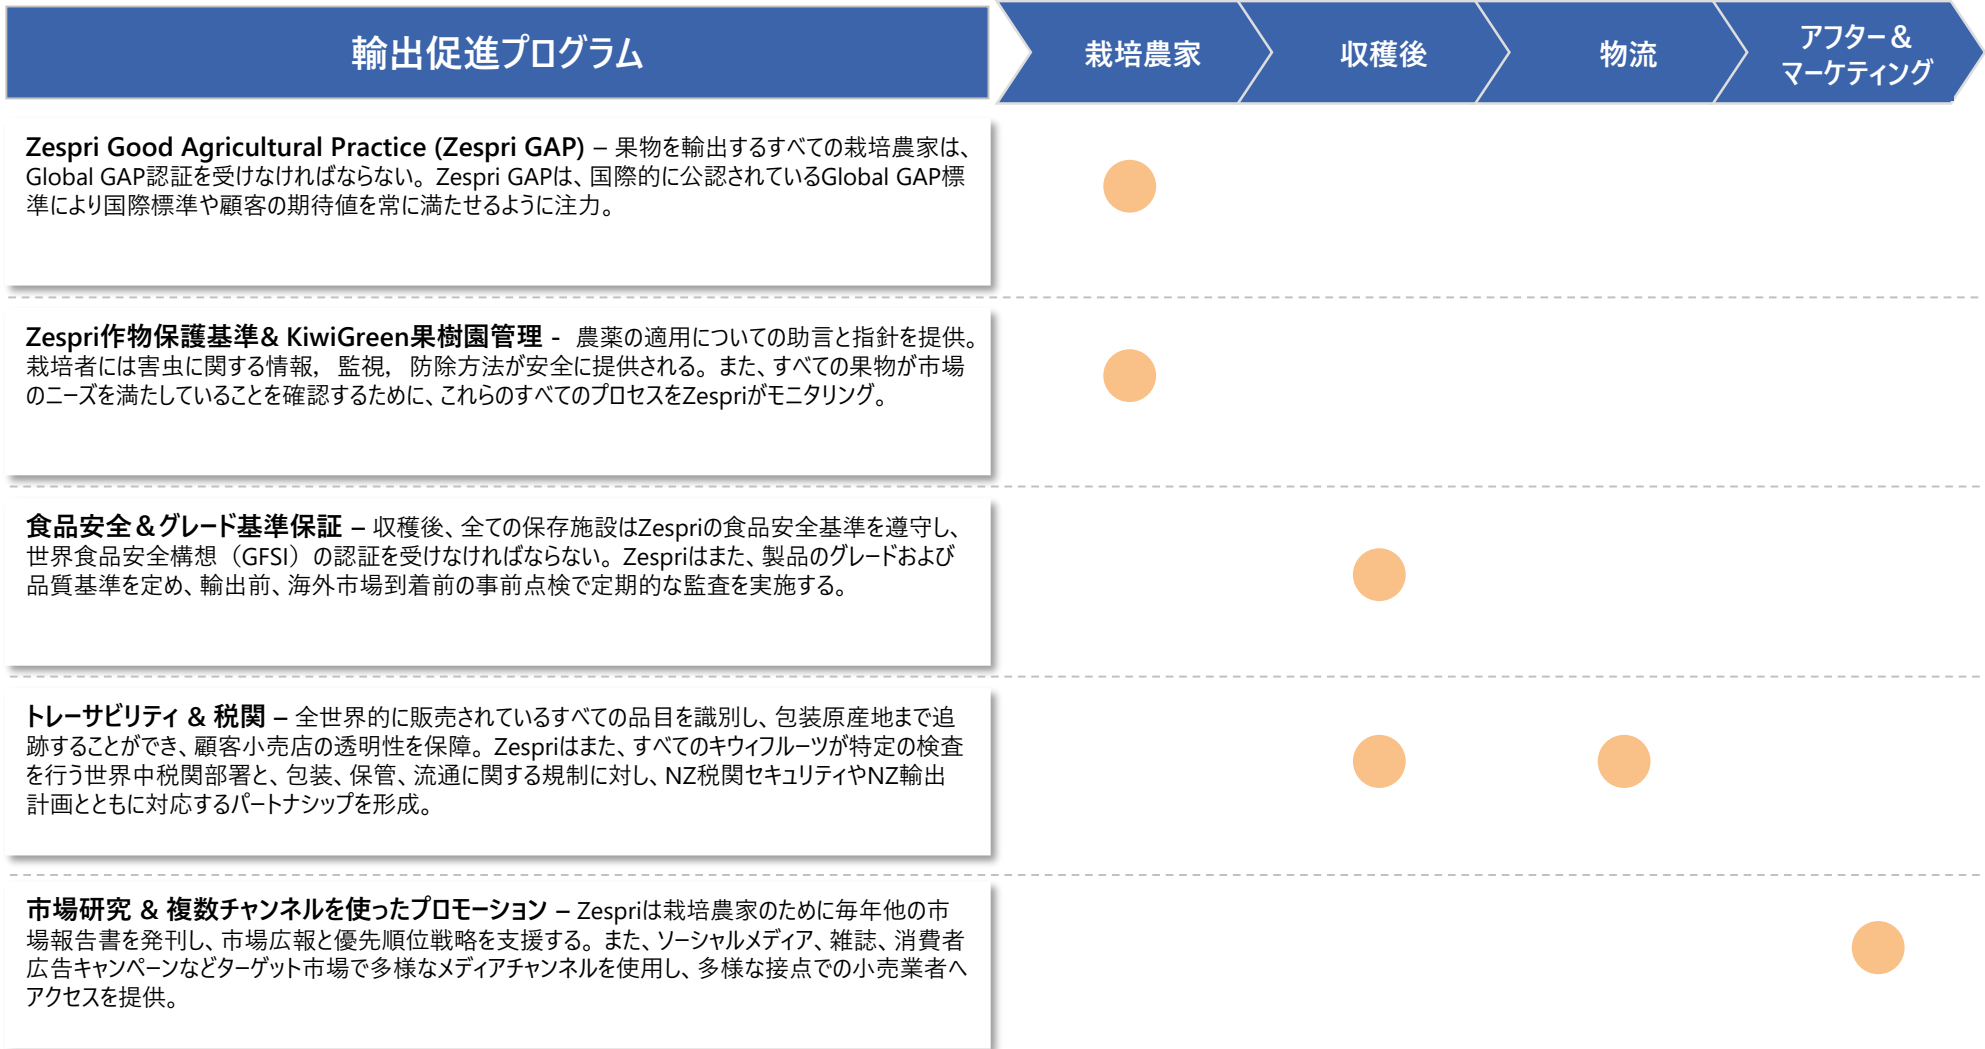 輸出促進プログラム
栽培農家
収穫後
物流
アフター＆
マーケティング
Zespri Good Agricultural Practice (Zespri GAP) – 果物を輸出するすべての栽培農家は、
Global GAP認証を受けなければならない。Zespri GAPは、国際的に公認されているGlobal GAP標
準により国際標準や顧客の期待値を常に満たせるように注力。
Zespri作物保護基準& KiwiGreen果樹園管理 - 農薬の適用についての助言と指針を提供。
栽培者には害虫に関する情報，監視，防除方法が安全に提供される。また、すべての果物が市場
のニーズを満たしていることを確認するために、これらのすべてのプロセスをZespriがモニタリング。
食品安全＆グレード基準保証 – 収穫後、全ての保存施設はZespriの食品安全基準を遵守し、
世界食品安全構想（GFSI）の認証を受けなければならない。Zespriはまた、製品のグレードおよび
品質基準を定め、輸出前、海外市場到着前の事前点検で定期的な監査を実施する。
トレーサビリティ & 税関 – 全世界的に販売されているすべての品目を識別し、包装原産地まで追
跡することができ、顧客小売店の透明性を保障。Zespriはまた、すべてのキウィフルーツが特定の検査
を行う世界中税関部署と、包装、保管、流通に関する規制に対し、NZ税関セキュリティやNZ輸出
計画とともに対応するパートナシップを形成。
市場研究 & 複数チャンネルを使ったプロモーション – Zespriは栽培農家のために毎年他の市
場報告書を発刊し、市場広報と優先順位戦略を支援する。また、ソーシャルメディア、雑誌、消費者
広告キャンペーンなどターゲット市場で多様なメディアチャンネルを使用し、多様な接点での小売業者へ
アクセスを提供。